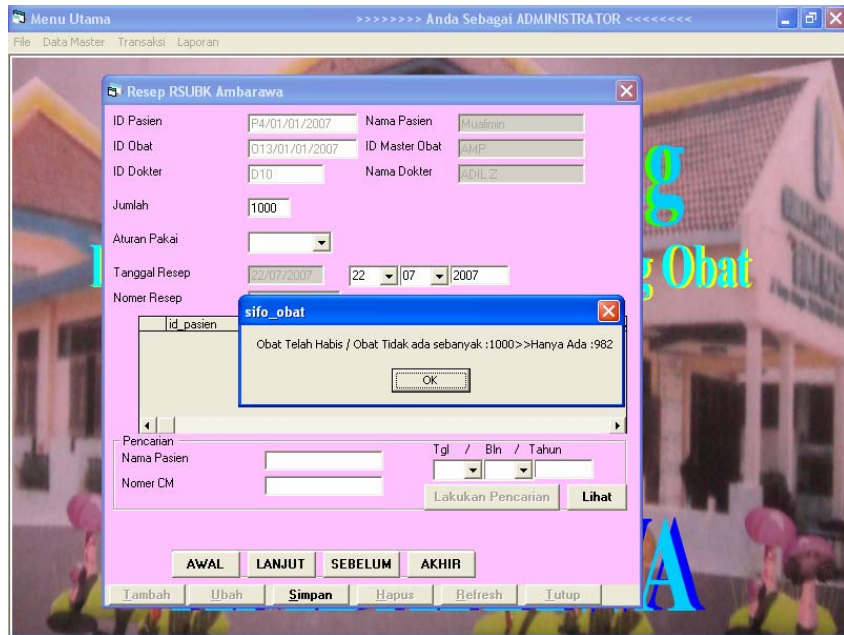 Menu Utama >>>>>>>> Anda Sebagai ADMINISTRATOR <<<<<<<<
File Data Master Transaksi Laporan
Resep RSUBK Ambarawa
ID Pasien P4/01/01/2007 Nama Pasien Mualimin
ID Obat O13/01/01/2007 ID Master Obat AMP
ID Dokter D10 Nama Dokter ADIL Z
Jumlah 1000
Aturan Pakai
Tanggal Resep 22/07/2007 22 07 2007
Nomer Resep
g Obat
sifo_obat
id_pasien
Obat Telah Habis / Obat Tidak ada sebanyak :1000>>Hanya Ada :982
OK
Pencarian
Tgl / Bln / Tahun
Nama Pasien
Nomer CM
Lakukan Pencarian Lihat
AWAL LANJUT SEBELUM AKHIR
Tambah Ubah Simpan Hapus Refresh Tutup